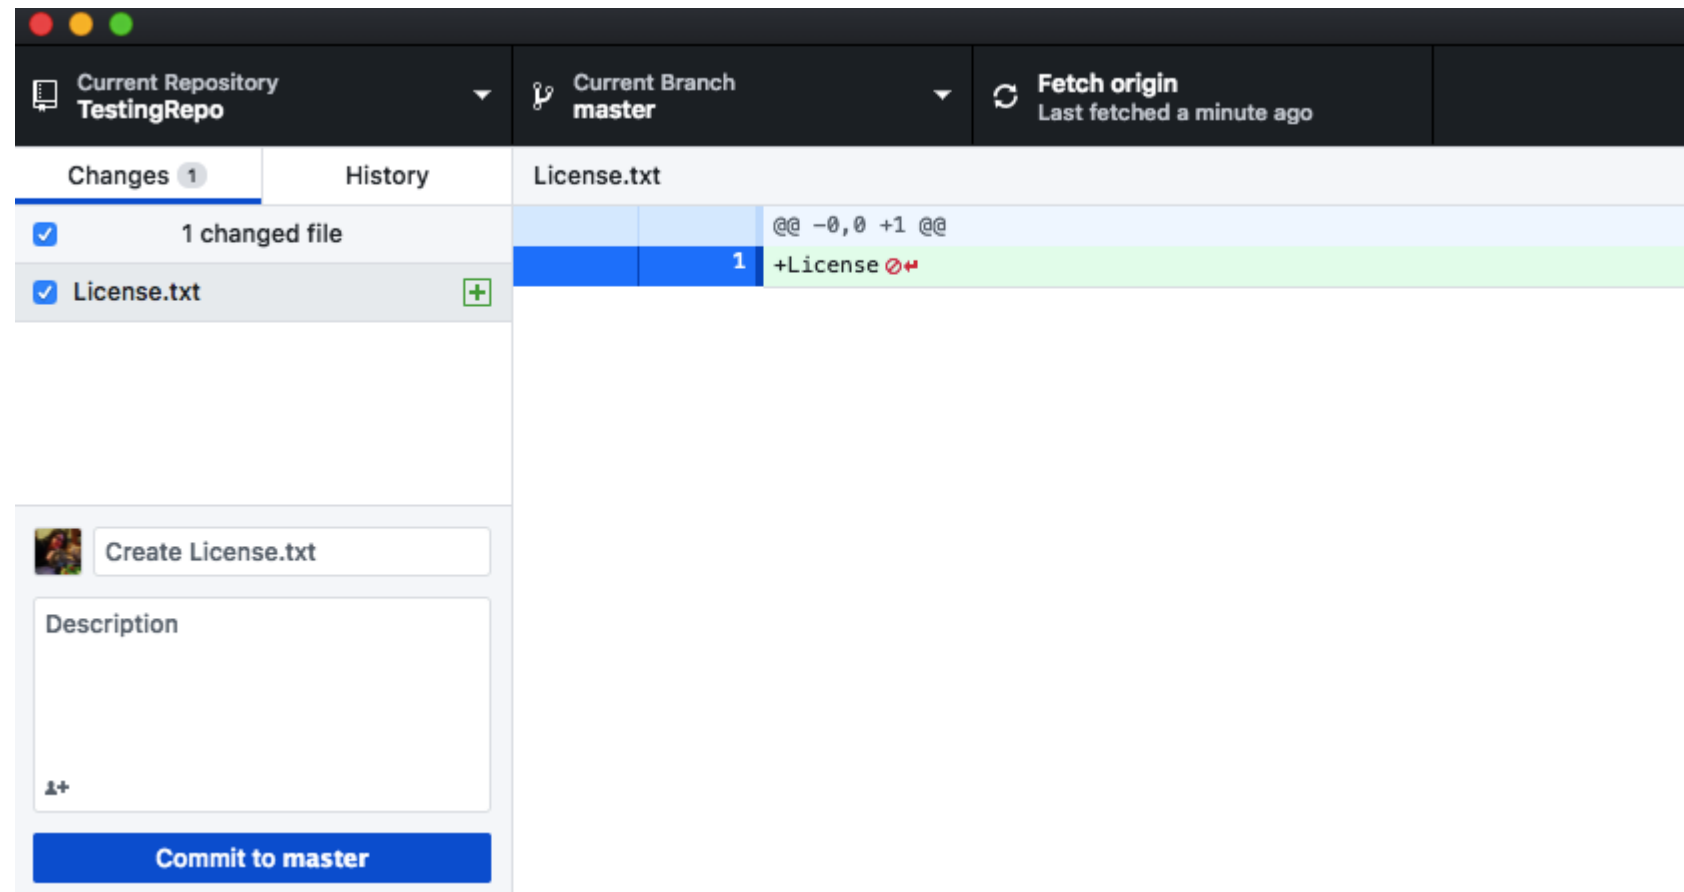 Current Repository
TestingRepo
Current Branch
master
Fetch origin
Last fetched a minute ago
Changes 1
History
License.txt
1 changed file
@@ -0,0 +1 @@
License.txt
1 +License
Create License.txt
Description
Commit to master